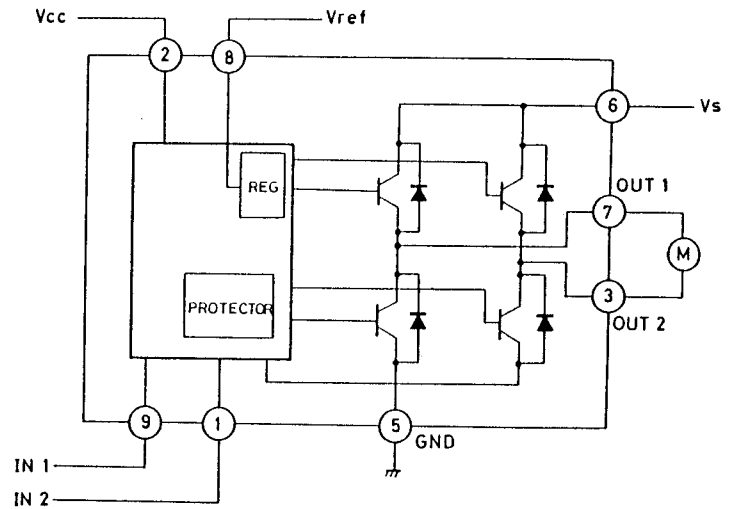 Vcc
Vref
2
8
6
Vs
REG
OUT 1
7
M
PROTECTOR
3
OUT 2
9
1
5
GND
IN 1
IN 2